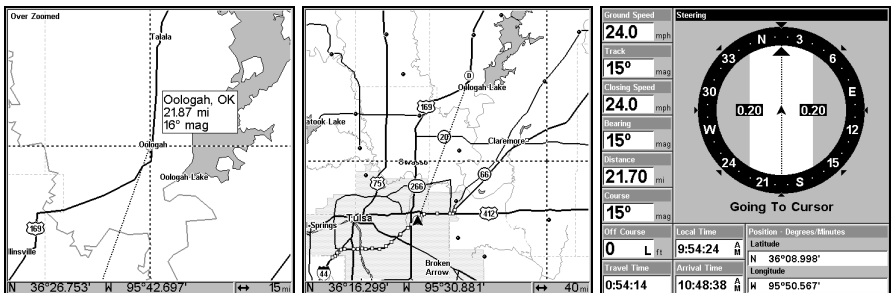 Over Zoomed
Talala
Oologah, OK
21.87 mi
16° mag
Oologah
Oologah-Lake
169
llinsville
N 36°26.753' W 95°42.697' ↔ 15mi
D
Oologah-Lake
169
atook-Lake
20
Claremore
Swasso
66
75
266
412
Tulsa
l-Springs
Broken
Arrow
44
N 36°16.299' W 95°30.881' ↔ 40mi
Ground Speed
24.0 mph
Track
15° mag
Closing Speed
24.0 mph
Bearing
15° mag
Distance
21.70 mi
Course
15° mag
Off Course
0 L ft
Travel Time
0:54:14
Steering
N 3 6 E 12 15 S 21 24 W 30 33
0.20 0.20
Going To Cursor
Local Time
9:54:24 AM
Arrival Time
10:48:38 AM
Position - Degrees/Minutes
Latitude
N 36°08.998'
Longitude
W 95°50.567'